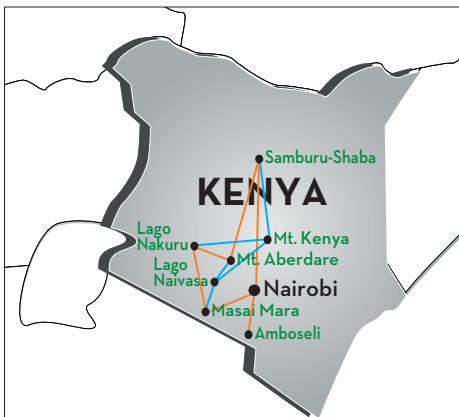 Samburu-Shaba
KENYA
Lago
Nakuru
Mt. Kenya
Mt. Aberdare
Lago
Naivasa
Nairobi
Masai Mara
Amboseli